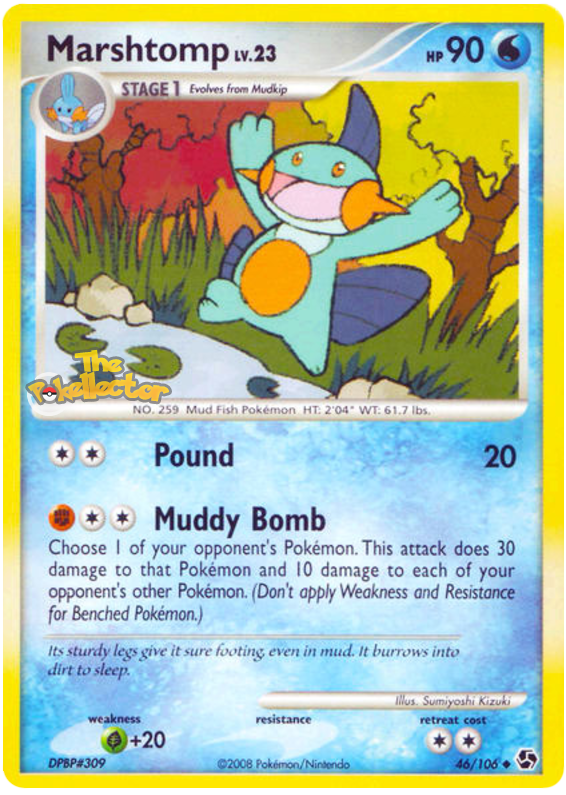 Marshtomp LV.23
HP 90
STAGE 1 Evolves from Mudkip
The
Pokellector
NO. 259 Mud Fish Pokémon HT: 2'04" WT: 61.7 lbs.
Pound 20
Muddy Bomb
Choose 1 of your opponent's Pokémon. This attack does 30
damage to that Pokémon and 10 damage to each of your
opponent's other Pokémon. (Don't apply Weakness and Resistance
for Benched Pokémon.)
Its sturdy legs give it sure footing, even in mud. It burrows into
dirt to sleep.
Illus. Sumiyoshi Kizuki
weakness resistance retreat cost
+20
DPBP#309 ©2008 Pokémon/Nintendo 46/106